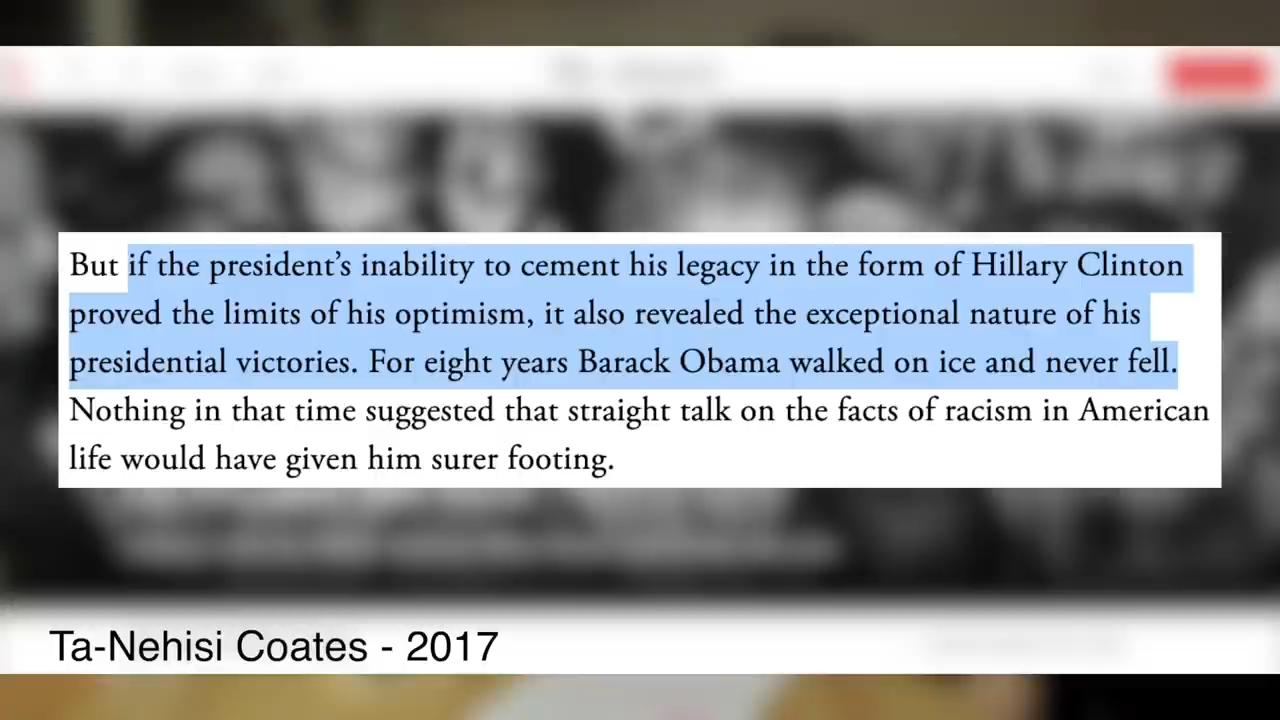 But if the president’s inability to cement his legacy in the form of Hillary Clinton
proved the limits of his optimism, it also revealed the exceptional nature of his
presidential victories. For eight years Barack Obama walked on ice and never fell.
Nothing in that time suggested that straight talk on the facts of racism in American
life would have given him surer footing.
Ta-Nehisi Coates - 2017